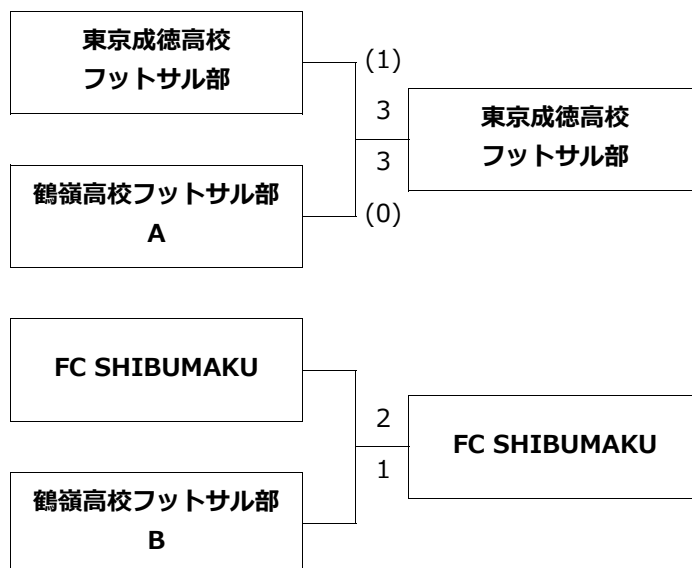 東京成徳高校
フットサル部
(1)
3
東京成徳高校
フットサル部
3
鶴嶺高校フットサル部
A
(0)
FC SHIBUMAKU
2
FC SHIBUMAKU
1
鶴嶺高校フットサル部
B